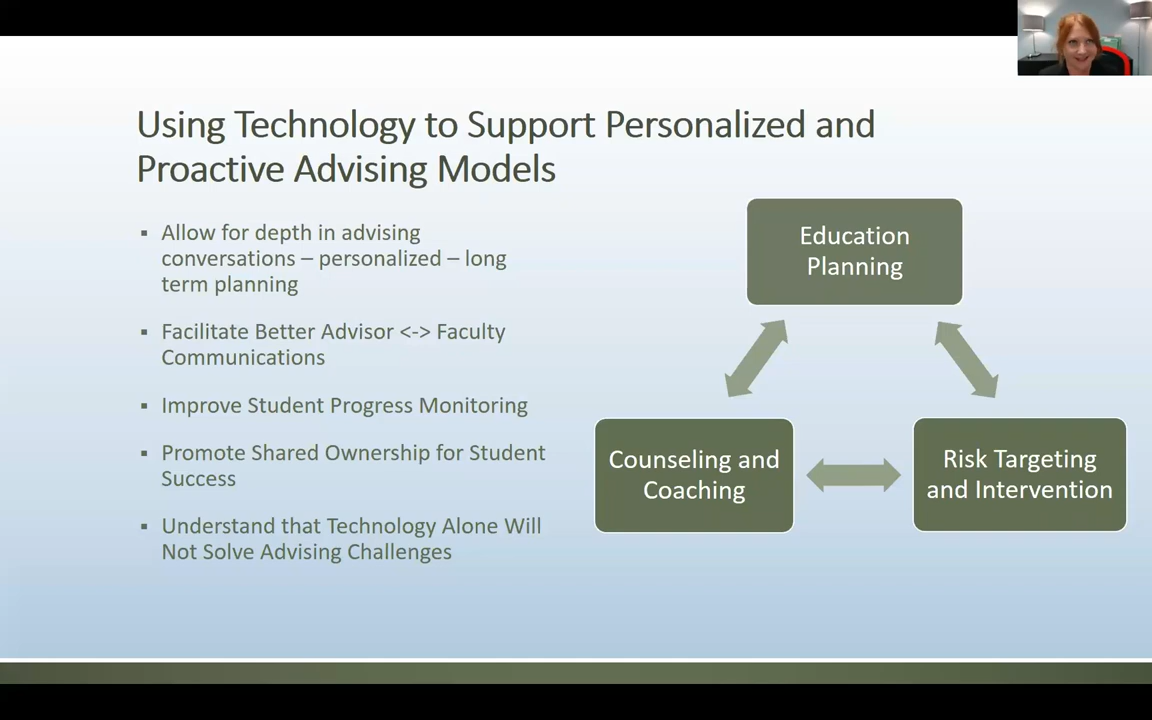 Using Technology to Support Personalized and
Proactive Advising Models
▪ Allow for depth in advising
conversations – personalized – long
term planning
▪ Facilitate Better Advisor <-> Faculty
Communications
▪ Improve Student Progress Monitoring
▪ Promote Shared Ownership for Student
Success
▪ Understand that Technology Alone Will
Not Solve Advising Challenges
Education
Planning
Counseling and
Coaching
Risk Targeting
and Intervention